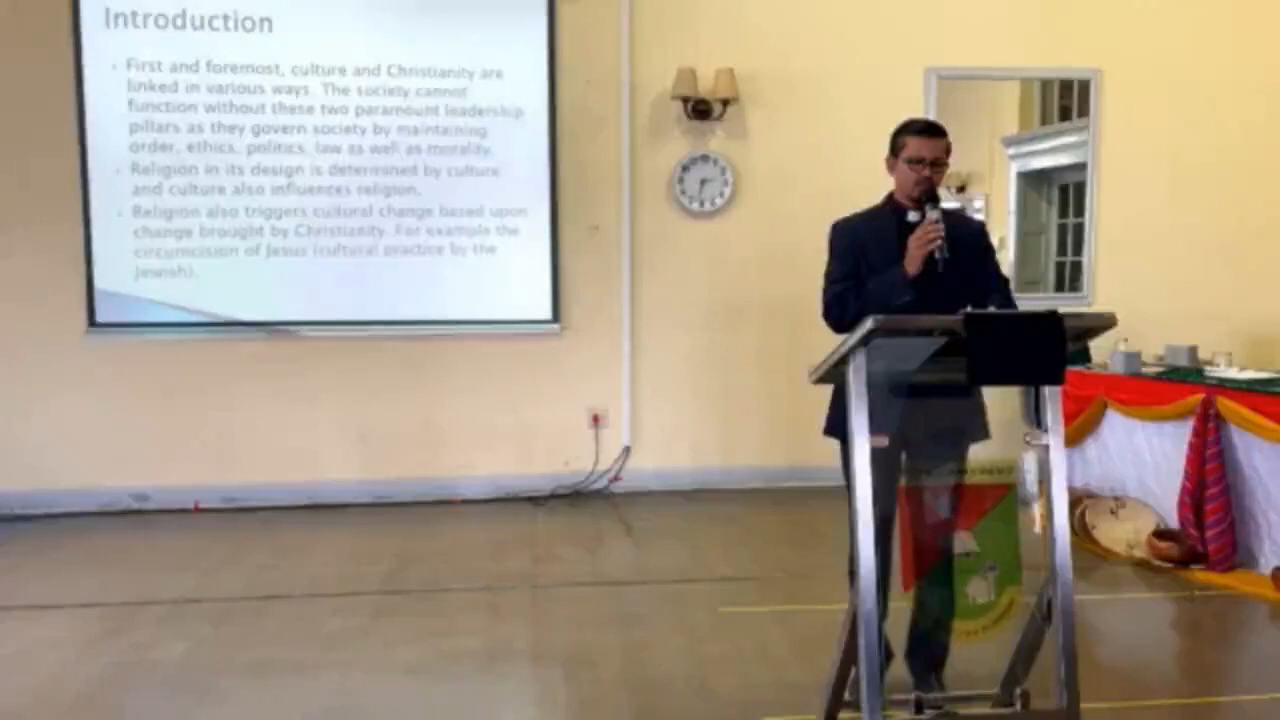 Introduction
First and foremost, culture and Christianity are
linked in various ways. The society cannot
function without these two paramount leadership
pillars as they govern society by maintaining
order, ethics, politics, law as well as morality.
Religion in its design is determined by culture
and culture also influences religion.
Religion also triggers cultural change based upon
change brought by Christianity. For example the
circumcision of Jesus (cultural practice by the
Jewish).